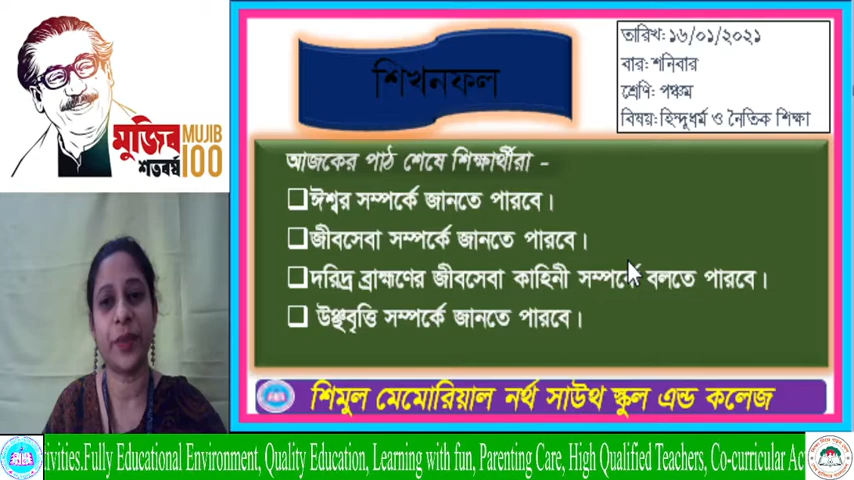 মুজিব
শতবর্ষ
MUJIB
100
শিখনফল
তারিখ: ১৬/০১/২০২১
বার: শনিবার
শ্রেণি: পঞ্চম
বিষয়: হিন্দুধর্ম ও নৈতিক শিক্ষা
আজকের পাঠ শেষে শিক্ষার্থীরা -
ঈশ্বর সম্পর্কে জানতে পারবে।
জীবসেবা সম্পর্কে জানতে পারবে।
দরিদ্র ব্রাহ্মণের জীবসেবা কাহিনী সম্পর্কে বলতে পারবে।
উঞ্ছবৃত্তি সম্পর্কে জানতে পারবে।
শিমুল মেমোরিয়াল নর্থ সাউথ স্কুল এন্ড কলেজ
ivities.Fully Educational Environment, Quality Education, Learning with fun, Parenting Care, High Qualified Teachers, Co-curricular Ac